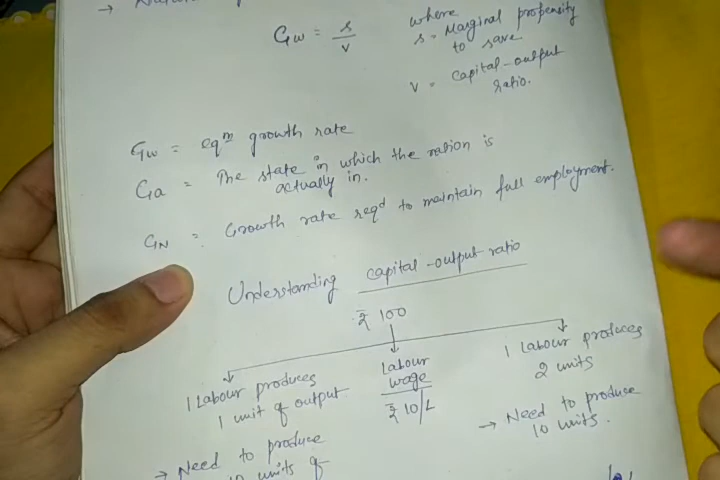 →
Gw = s/v
where
s = Marginal propensity
to save
v = Capital-output
ratio.
Gw = eqᵐ growth rate
Ga = The state in which the nation is
actually in.
GN = Growth rate reqᵈ to maintain full employment.
Understanding capital-output ratio
₹ 100
1 Labour produces
1 unit of output
Labour
wage
₹ 10/L
1 Labour produces
2 units
→ Need to produce
10 units of
→ Need to produce
10 units.